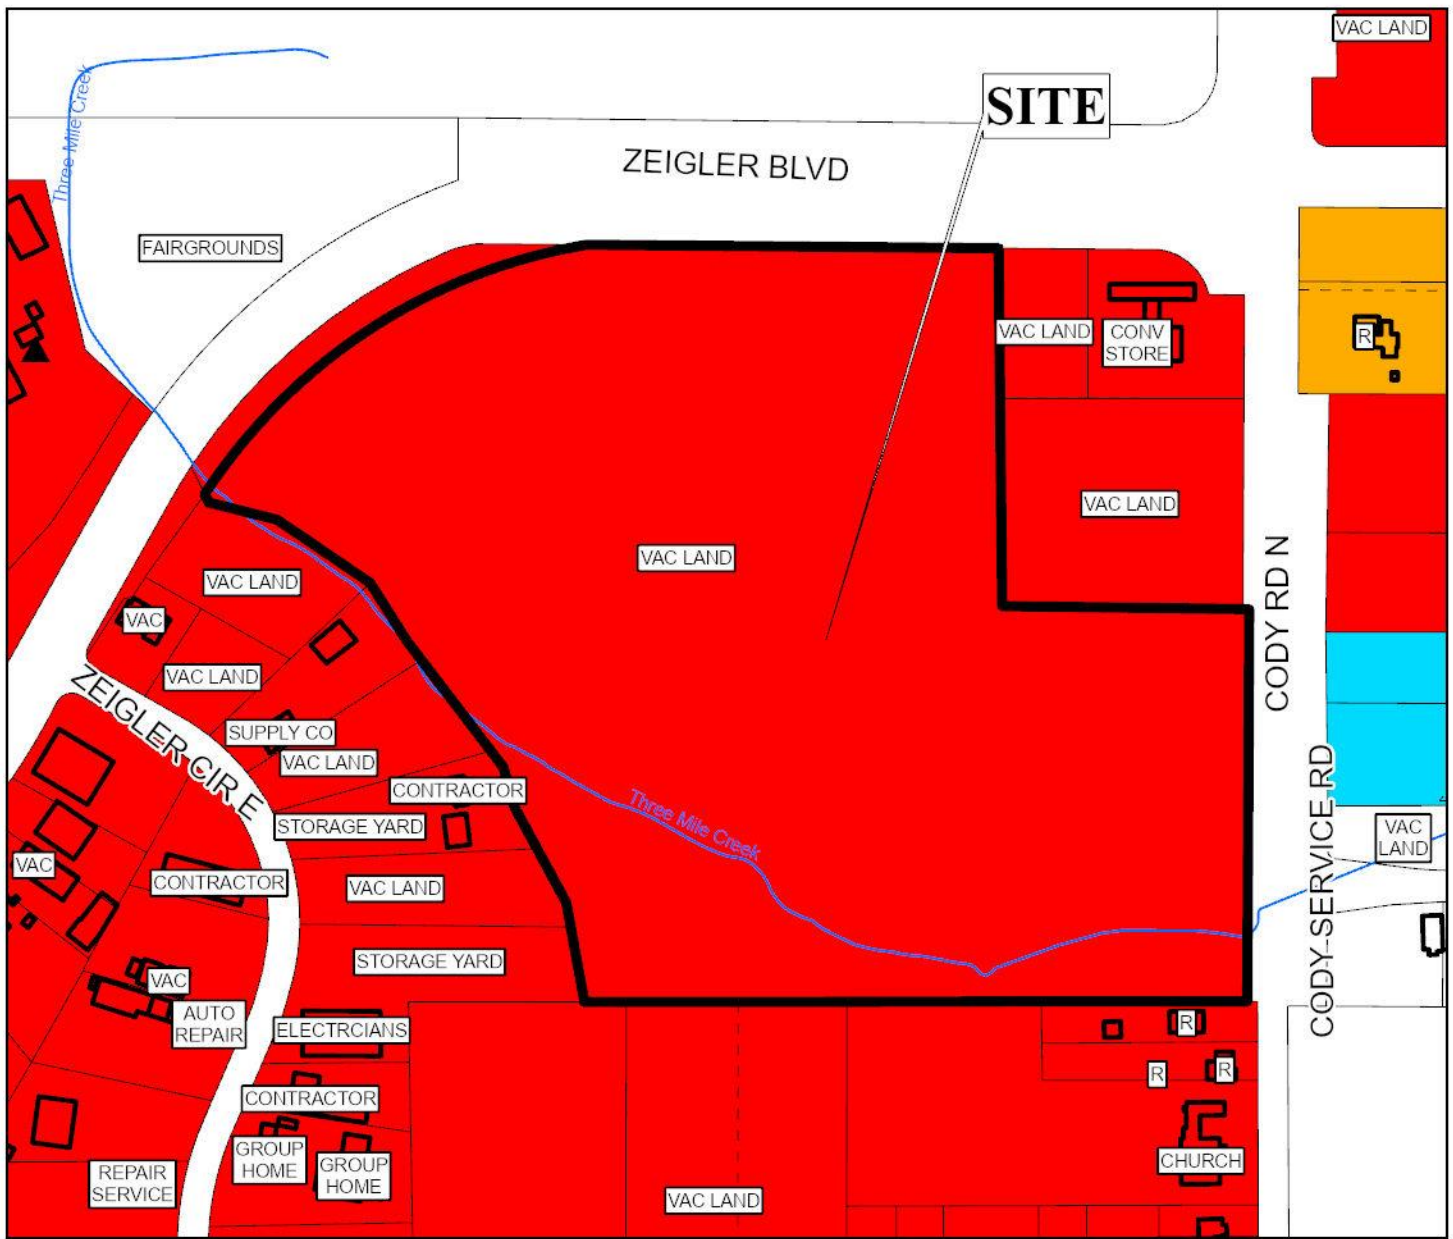 VAC LAND
SITE
Three Mile Creek
ZEIGLER BLVD
FAIRGROUNDS
VAC LAND
CONV
STORE
R
VAC LAND
VAC LAND
CODY RD N
VAC LAND
VAC
VAC LAND
ZEIGLER CIR E
SUPPLY CO
VAC LAND
CONTRACTOR
STORAGE YARD
Three Mile Creek
CODY SERVICE RD
VAC
LAND
VAC
CONTRACTOR
VAC LAND
STORAGE YARD
VAC
AUTO
REPAIR
ELECTRCIANS
R
R
R
CONTRACTOR
GROUP
HOME
GROUP
HOME
CHURCH
REPAIR
SERVICE
VAC LAND